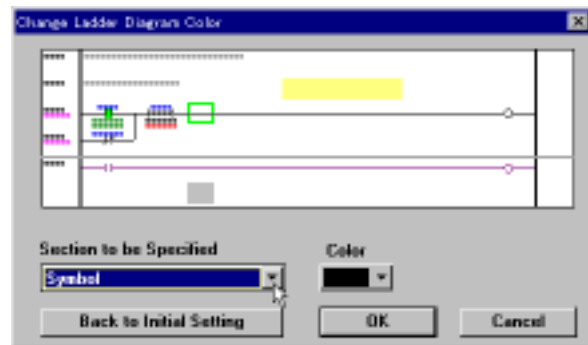 Change Ladder Diagram Color
Section to be Specified
Color
Symbol
Back to Initial Setting
OK
Cancel